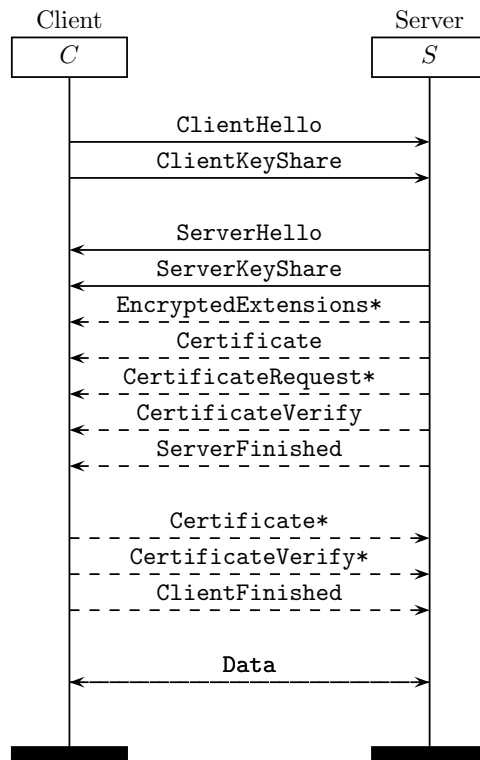 Client Server
C S
ClientHello
ClientKeyShare
ServerHello
ServerKeyShare
EncryptedExtensions*
Certificate
CertificateRequest*
CertificateVerify
ServerFinished
Certificate*
CertificateVerify*
ClientFinished
Data